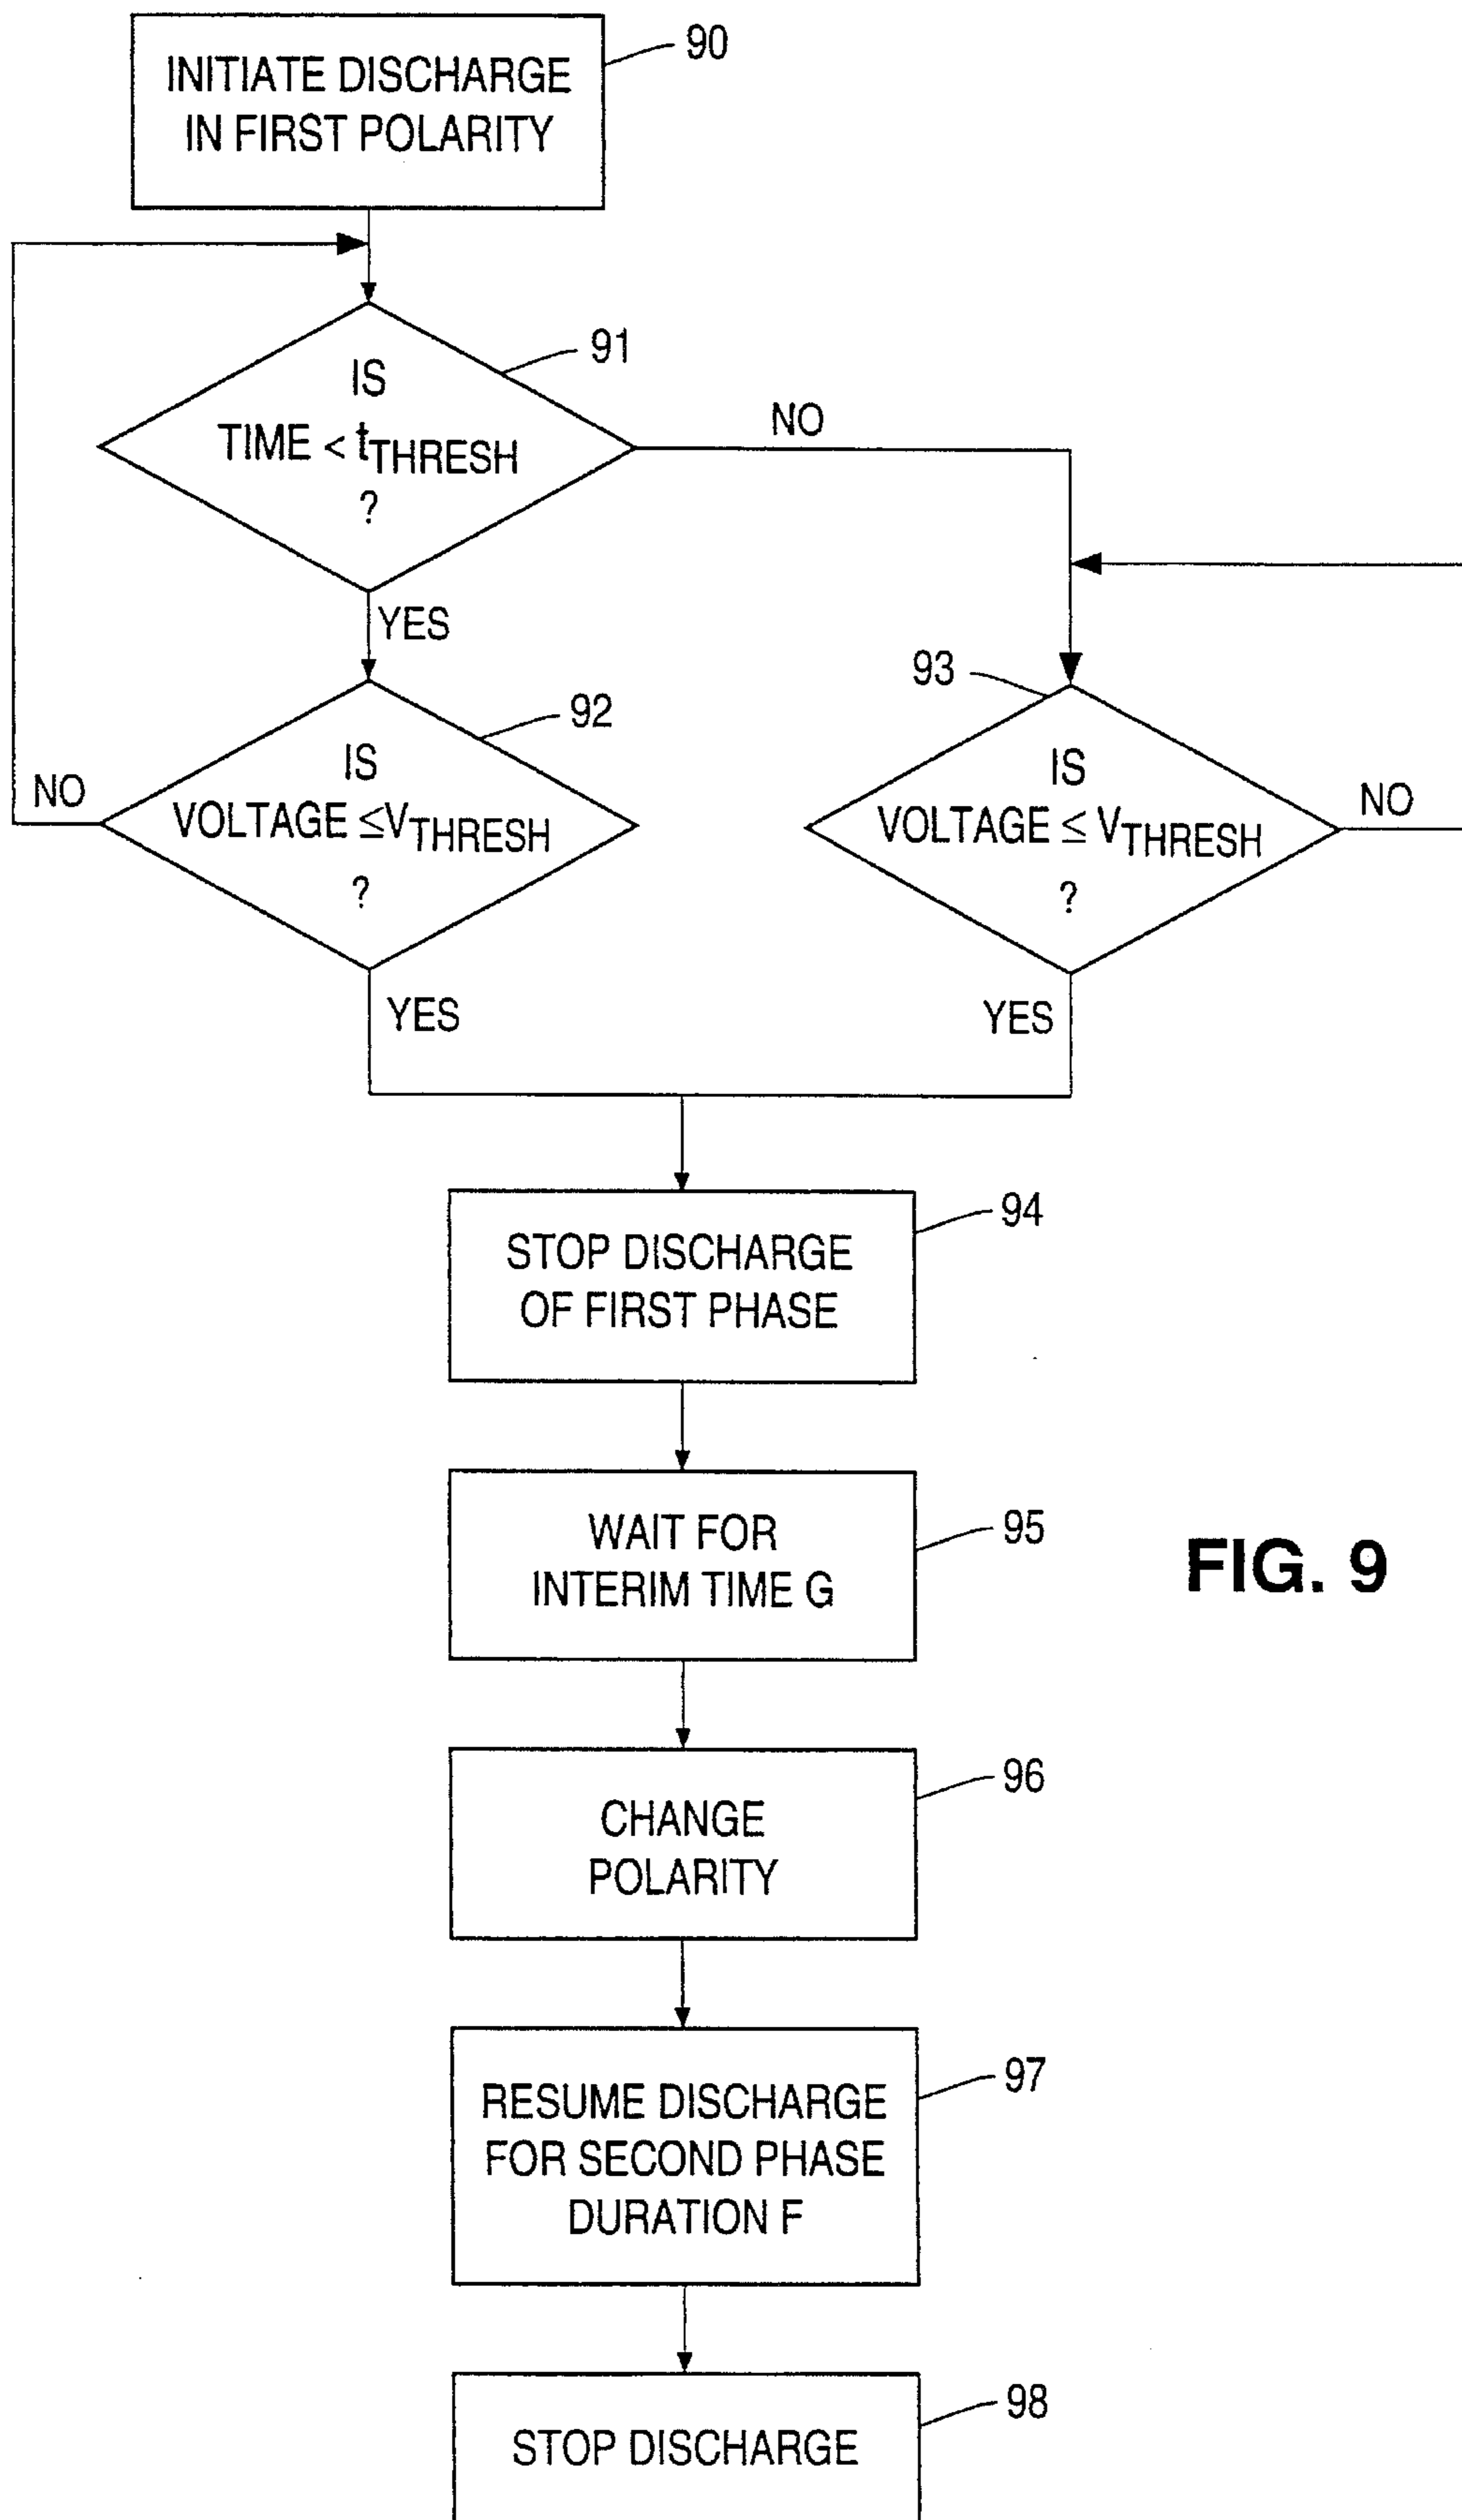 90
INITIATE DISCHARGE
IN FIRST POLARITY
91
IS
TIME < tTHRESH
?
NO
YES
93
92
IS
VOLTAGE ≤VTHRESH
?
NO
IS
VOLTAGE ≤ VTHRESH
?
NO
YES
YES
94
STOP DISCHARGE
OF FIRST PHASE
95
WAIT FOR
INTERIM TIME G
FIG. 9
96
CHANGE
POLARITY
97
RESUME DISCHARGE
FOR SECOND PHASE
DURATION F
98
STOP DISCHARGE